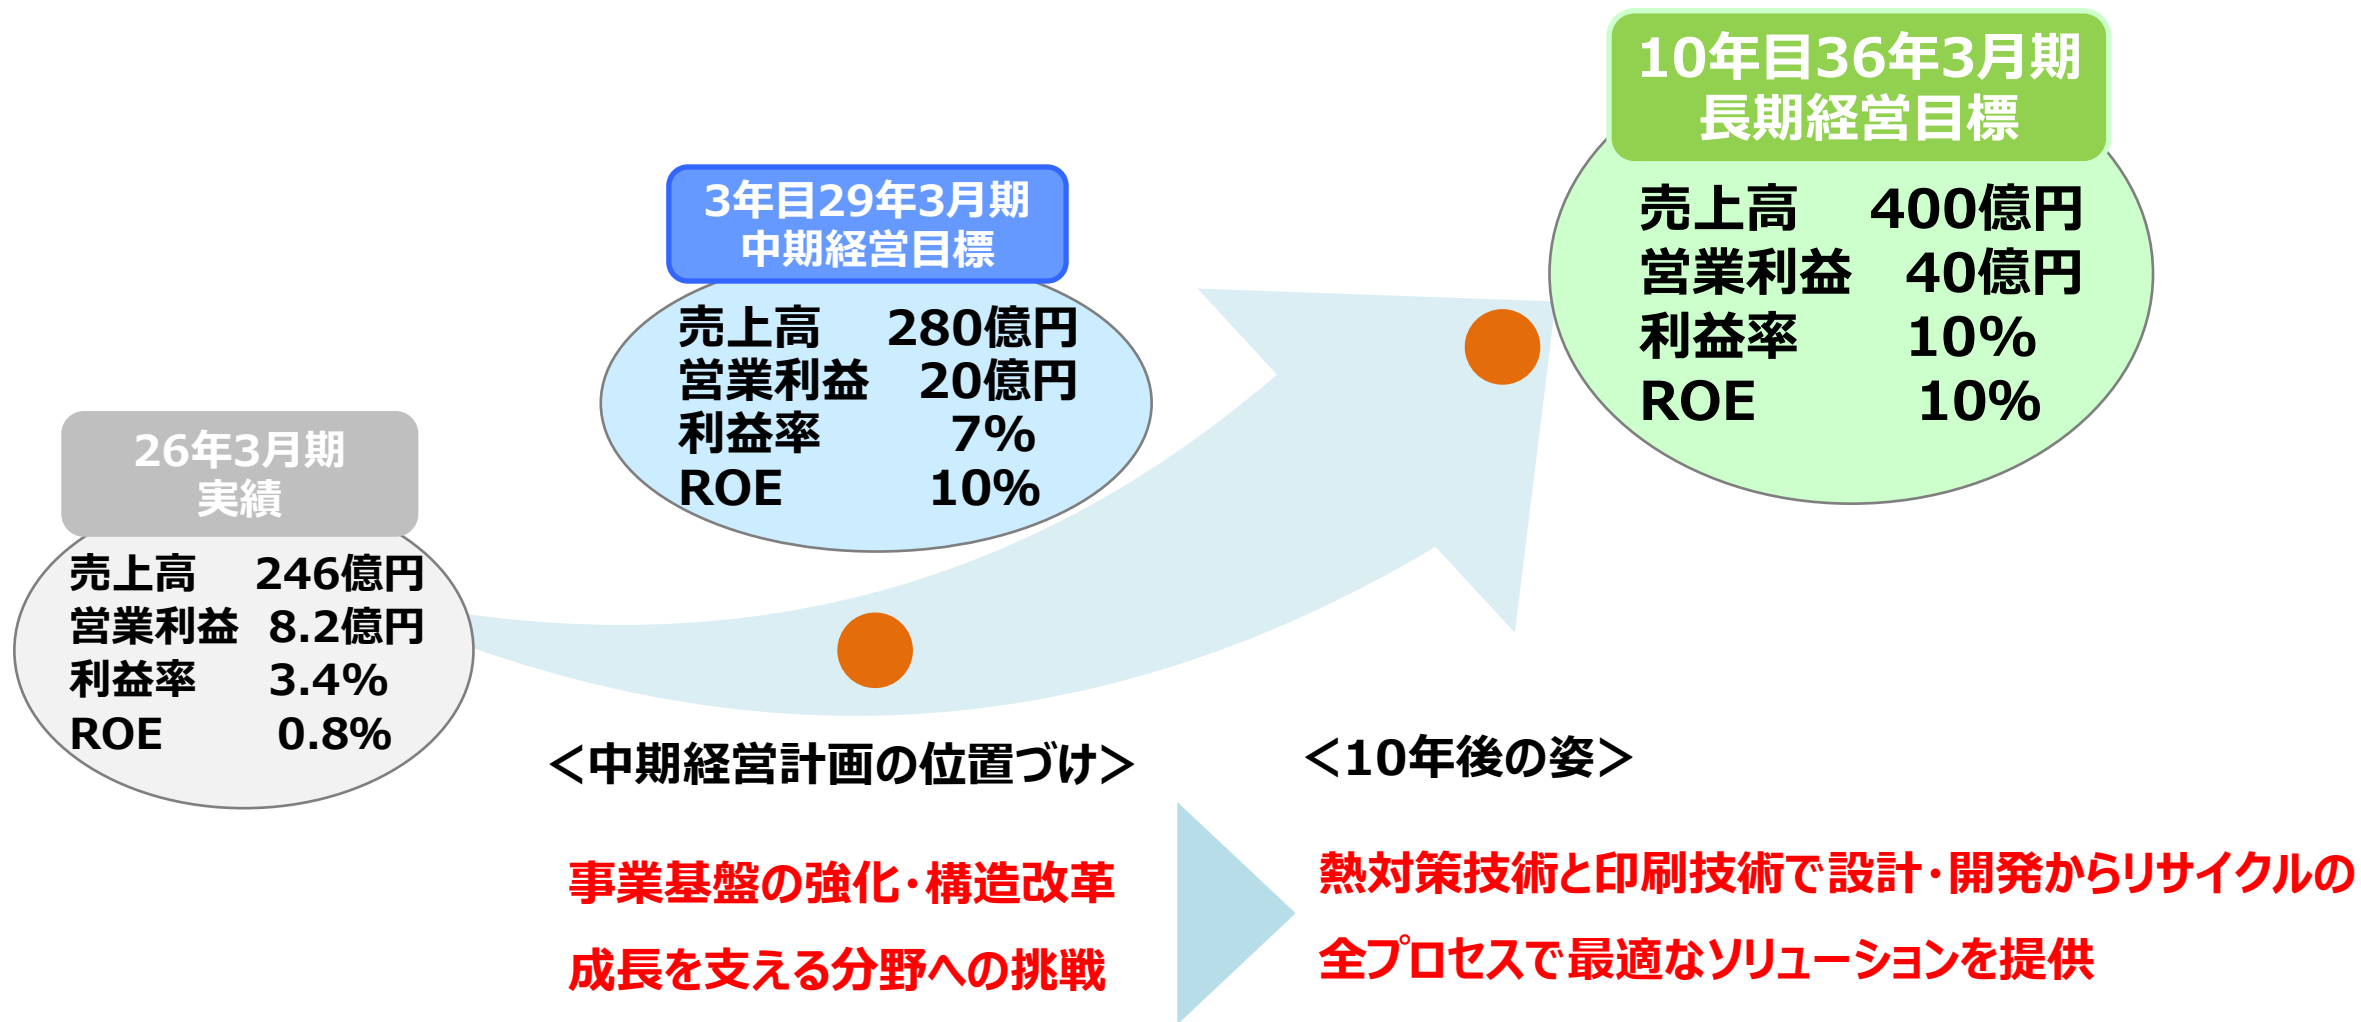 26年3月期
実績
売上高 246億円
営業利益 8.2億円
利益率 3.4%
ROE 0.8%
3年目29年3月期
中期経営目標
売上高 280億円
営業利益 20億円
利益率 7%
ROE 10%
10年目36年3月期
長期経営目標
売上高 400億円
営業利益 40億円
利益率 10%
ROE 10%
＜中期経営計画の位置づけ＞
事業基盤の強化・構造改革
成長を支える分野への挑戦
＜10年後の姿＞
熱対策技術と印刷技術で設計・開発からリサイクルの
全プロセスで最適なソリューションを提供